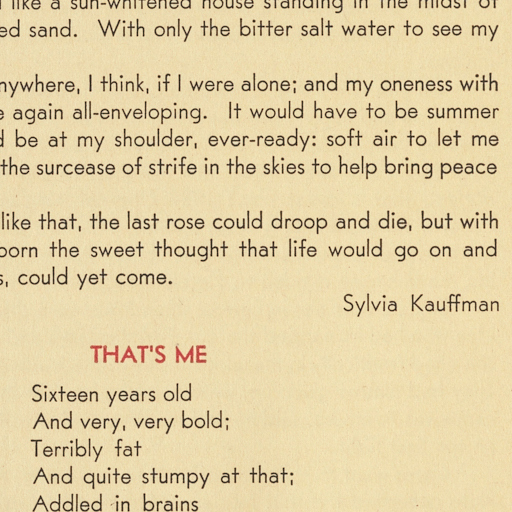 like a sun-whitened house standing in the midst of
ed sand. With only the bitter salt water to see my
nywhere, I think, if I were alone; and my oneness with
e again all-enveloping. It would have to be summer
d be at my shoulder, ever-ready: soft air to let me
the surcease of strife in the skies to help bring peace
like that, the last rose could droop and die, but with
born the sweet thought that life would go on and
s, could yet come.
Sylvia Kauffman
THAT'S ME
Sixteen years old
And very, very bold;
Terribly fat
And quite stumpy at that;
Addled in brains